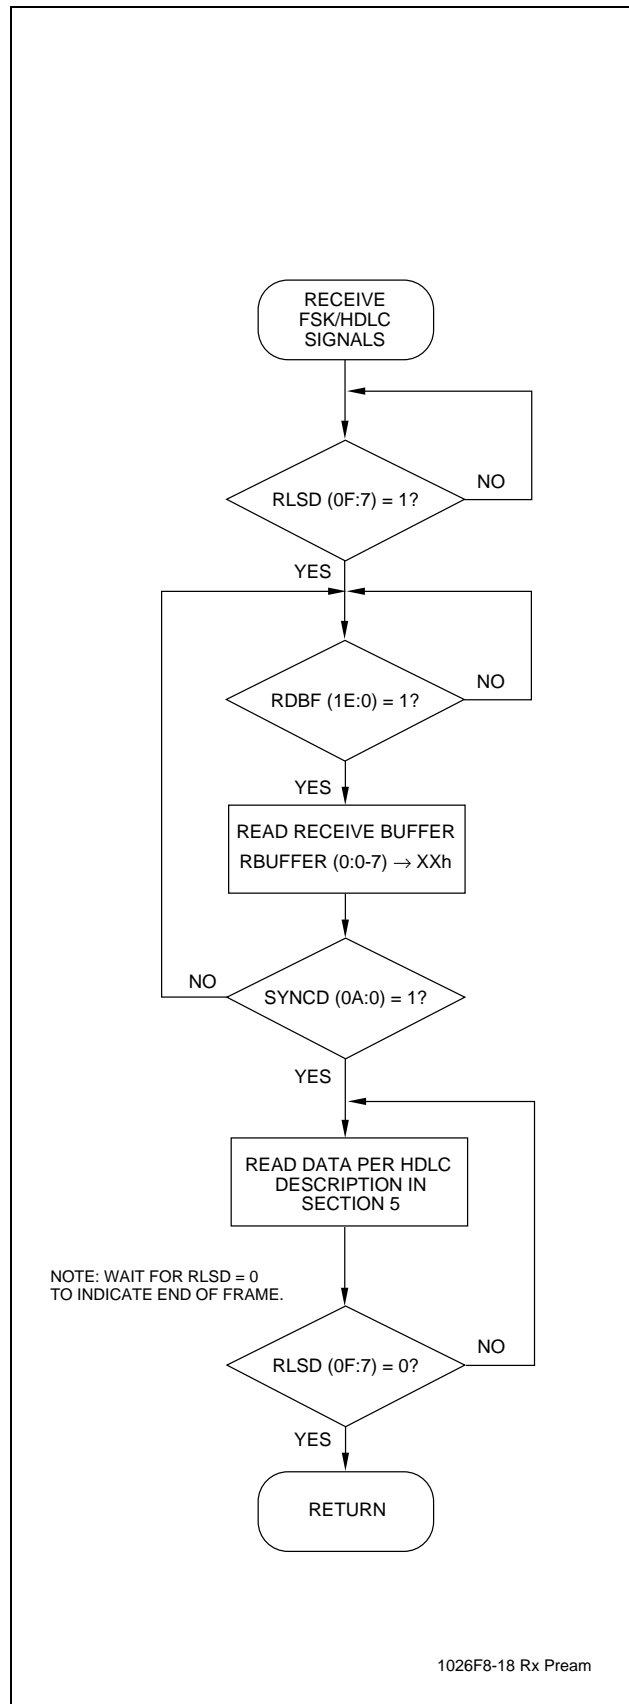 RECEIVE
FSK/HDLC
SIGNALS
NO
RLSD (0F:7) = 1?
YES
NO
RDBF (1E:0) = 1?
YES
READ RECEIVE BUFFER
RBUFFER (0:0-7) → XXh
NO
SYNCD (0A:0) = 1?
YES
READ DATA PER HDLC
DESCRIPTION IN
SECTION 5
NOTE: WAIT FOR RLSD = 0
TO INDICATE END OF FRAME.
NO
RLSD (0F:7) = 0?
YES
RETURN
1026F8-18 Rx Pream